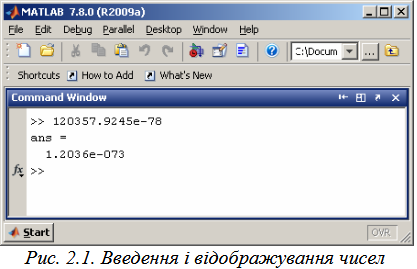 MATLAB 7.8.0 (R2009a)
File Edit Debug Parallel Desktop Window Help
C:\Docum ...
Shortcuts How to Add What's New
Command Window
>> 120357.9245e-78
ans =
1.2036e-073
fx >>
Start OVR
Рис. 2.1. Введення і відображування чисел